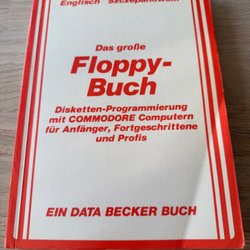 Englisch Szczepanowski
Das große
Floppy-
Buch
Disketten-Programmierung
mit COMMODORE Computern
für Anfänger, Fortgeschrittene
und Profis
EIN DATA BECKER BUCH